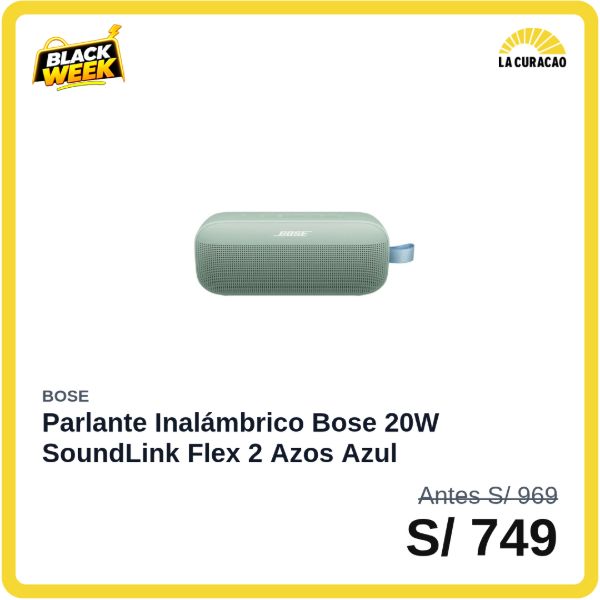 BLACK
WEEK
LA CURACAO
BOSE
BOSE
Parlante Inalámbrico Bose 20W
SoundLink Flex 2 Azos Azul
Antes S/ 969
S/ 749